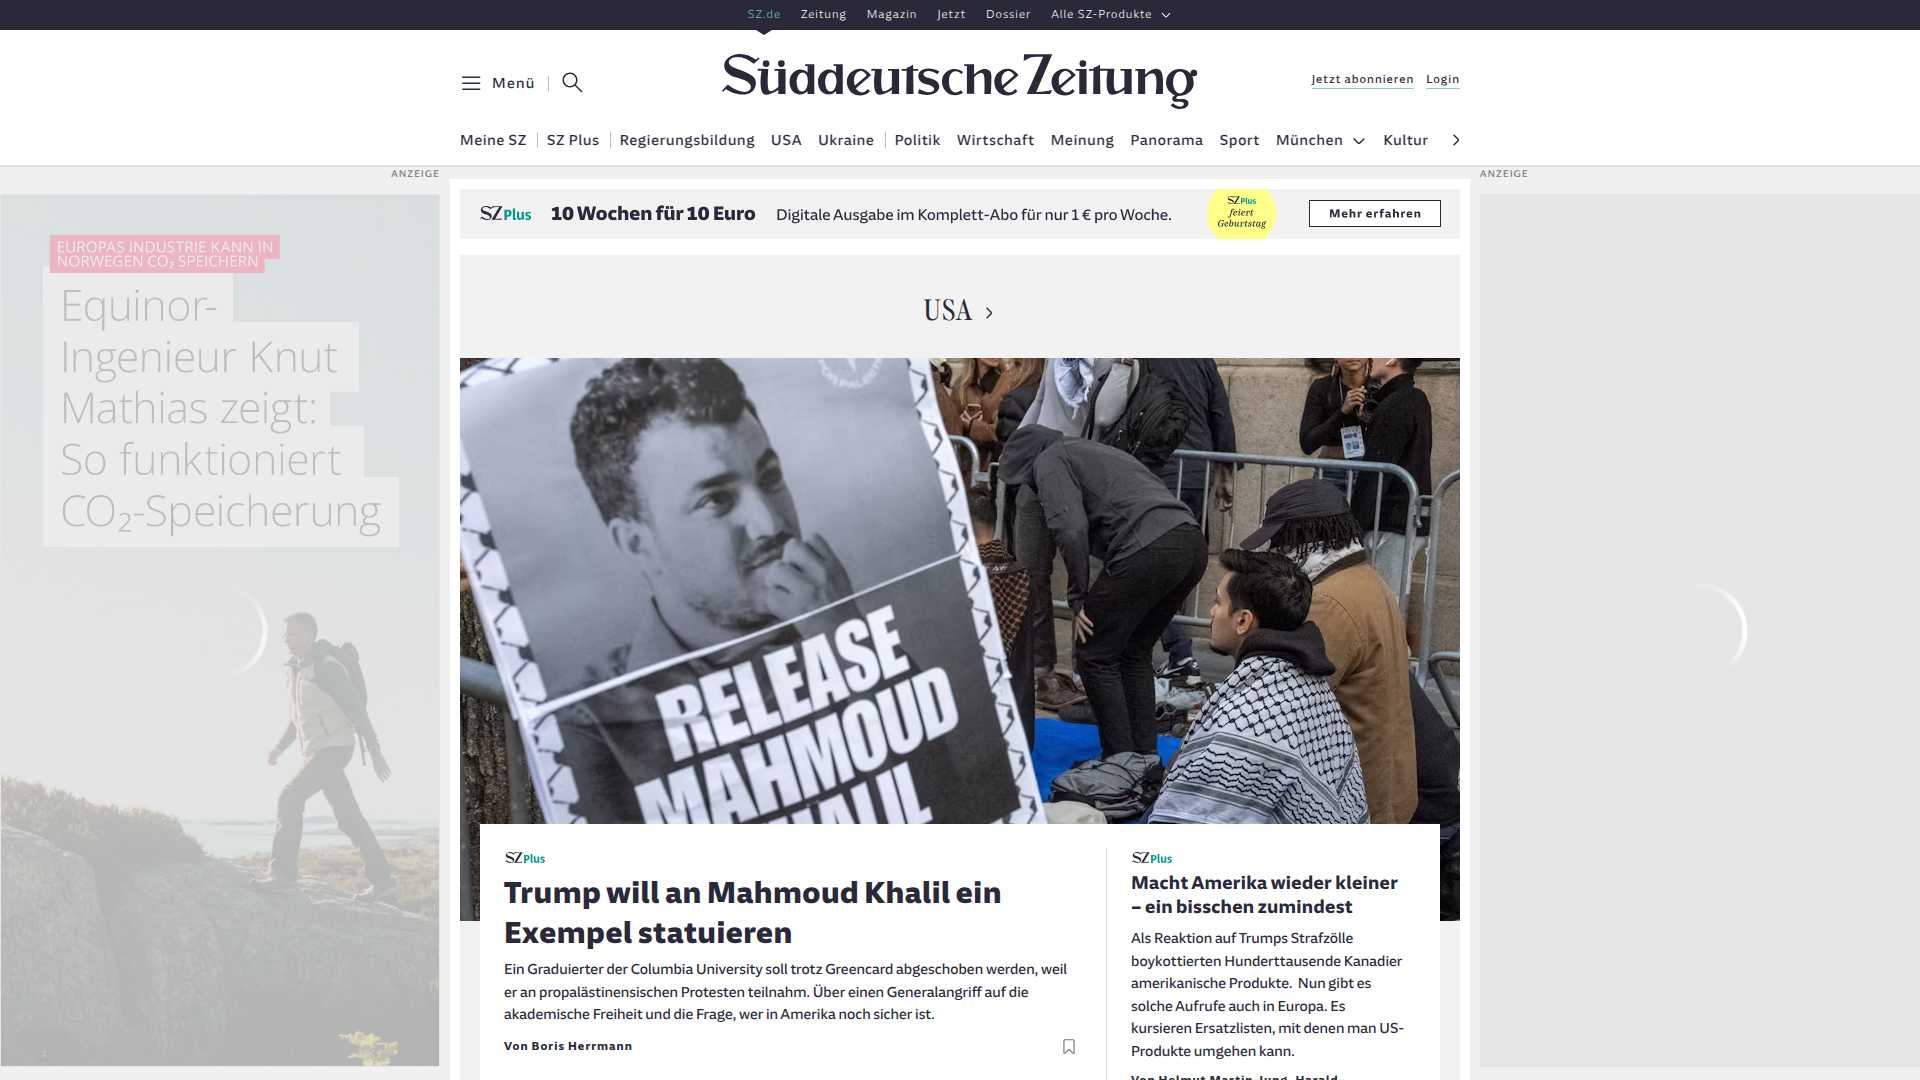 SZ.de Zeitung Magazin Jetzt Dossier Alle SZ-Produkte
Menü
Süddeutsche Zeitung
Jetzt abonnieren Login
Meine SZ SZ Plus Regierungsbildung USA Ukraine Politik Wirtschaft Meinung Panorama Sport München Kultur
ANZEIGE
ANZEIGE
EUROPAS INDUSTRIE KANN IN
NORWEGEN CO₂ SPEICHERN
Equinor-
Ingenieur Knut
Mathias zeigt:
So funktioniert
CO₂-Speicherung
SZ Plus 10 Wochen für 10 Euro Digitale Ausgabe im Komplett-Abo für nur 1 € pro Woche.
SZ Plus
feiert
Geburtstag
Mehr erfahren
USA
RELEASE
MAHMOUD
SZ Plus
Trump will an Mahmoud Khalil ein
Exempel statuieren
Ein Graduierter der Columbia University soll trotz Greencard abgeschoben werden, weil
er an propalästinensischen Protesten teilnahm. Über einen Generalangriff auf die
akademische Freiheit und die Frage, wer in Amerika noch sicher ist.
Von Boris Herrmann
SZ Plus
Macht Amerika wieder kleiner
– ein bisschen zumindest
Als Reaktion auf Trumps Strafzölle
boykottierten Hunderttausende Kanadier
amerikanische Produkte. Nun gibt es
solche Aufrufe auch in Europa. Es
kursieren Ersatzlisten, mit denen man US-
Produkte umgehen kann.
Von Helmut Martin-Jung, Harald